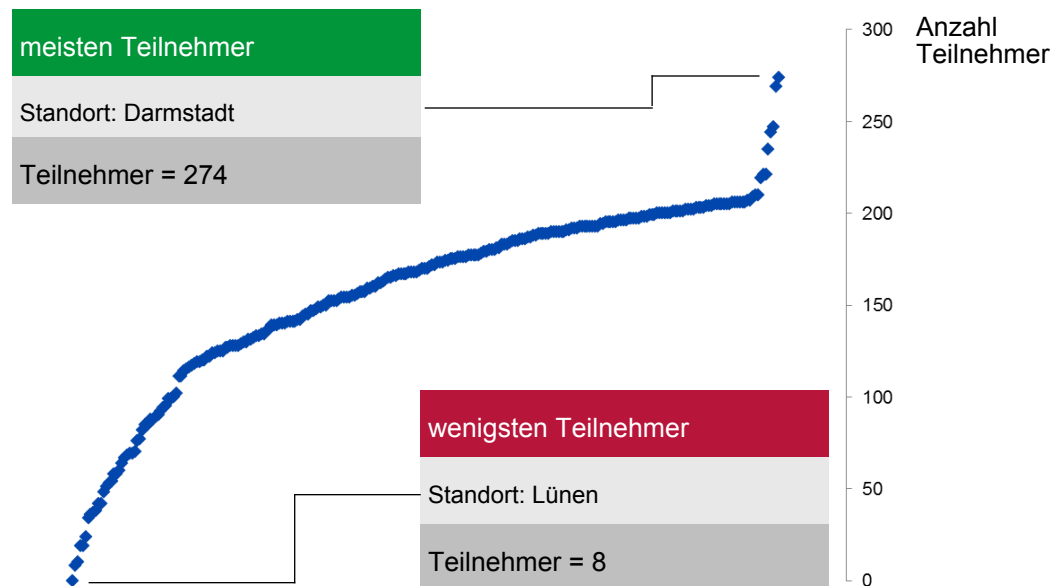 meisten Teilnehmer
Standort: Darmstadt
Teilnehmer = 274
Anzahl
Teilnehmer
300
250
200
150
100
50
0
wenigsten Teilnehmer
Standort: Lünen
Teilnehmer = 8